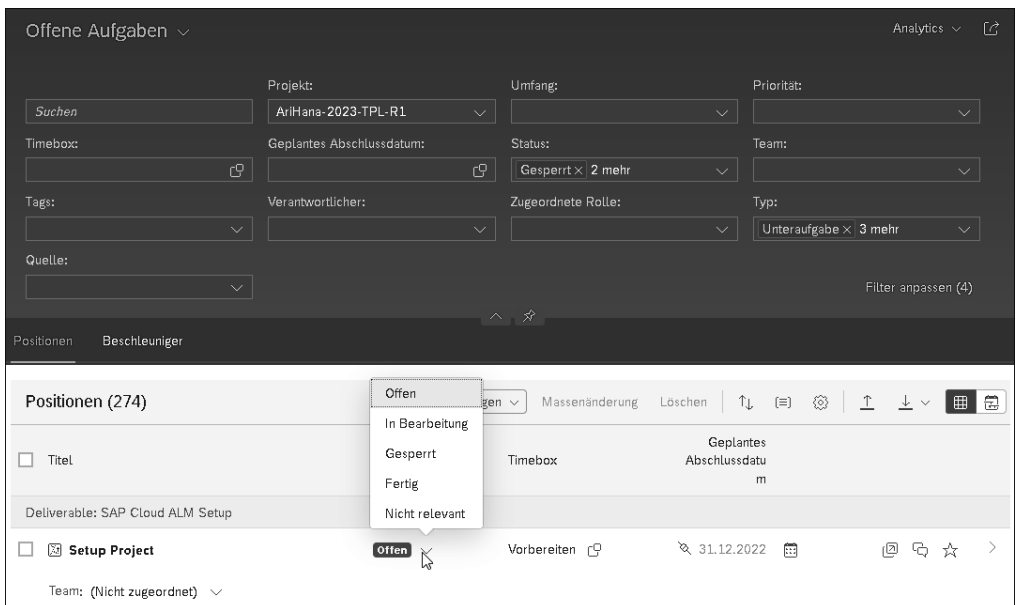 Offene Aufgaben
Analytics
Projekt:
Umfang:
Priorität:
Suchen
AriHana-2023-TPL-R1
Timebox:
Geplantes Abschlussdatum:
Status:
Team:
Gesperrt × 2 mehr
Tags:
Verantwortlicher:
Zugeordnete Rolle:
Typ:
Unteraufgabe × 3 mehr
Quelle:
Filter anpassen (4)
Positionen
Beschleuniger
Positionen (274)
gen
Massenänderung
Löschen
Offen
In Bearbeitung
Gesperrt
Fertig
Nicht relevant
Titel
Timebox
Geplantes
Abschlussdatu
m
Deliverable: SAP Cloud ALM Setup
Setup Project
Offen
Vorbereiten
31.12.2022
Team: (Nicht zugeordnet)